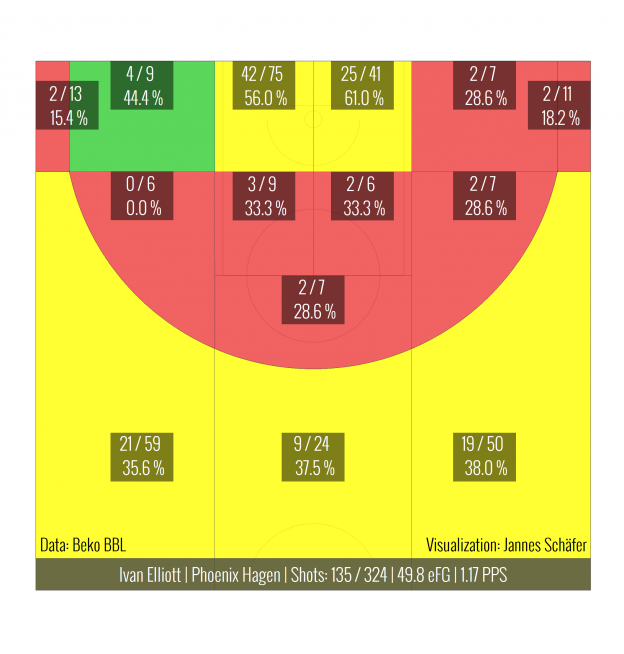 4 / 9
44.4 %
42 / 75
56.0 %
25 / 41
61.0 %
2 / 7
28.6 %
2 / 13
15.4 %
2 / 11
18.2 %
0 / 6
0.0 %
3 / 9
33.3 %
2 / 6
33.3 %
2 / 7
28.6 %
2 / 7
28.6 %
21 / 59
35.6 %
9 / 24
37.5 %
19 / 50
38.0 %
Data: Beko BBL
Visualization: Jannes Schäfer
Ivan Elliott | Phoenix Hagen | Shots: 135 / 324 | 49.8 eFG | 1.17 PPS